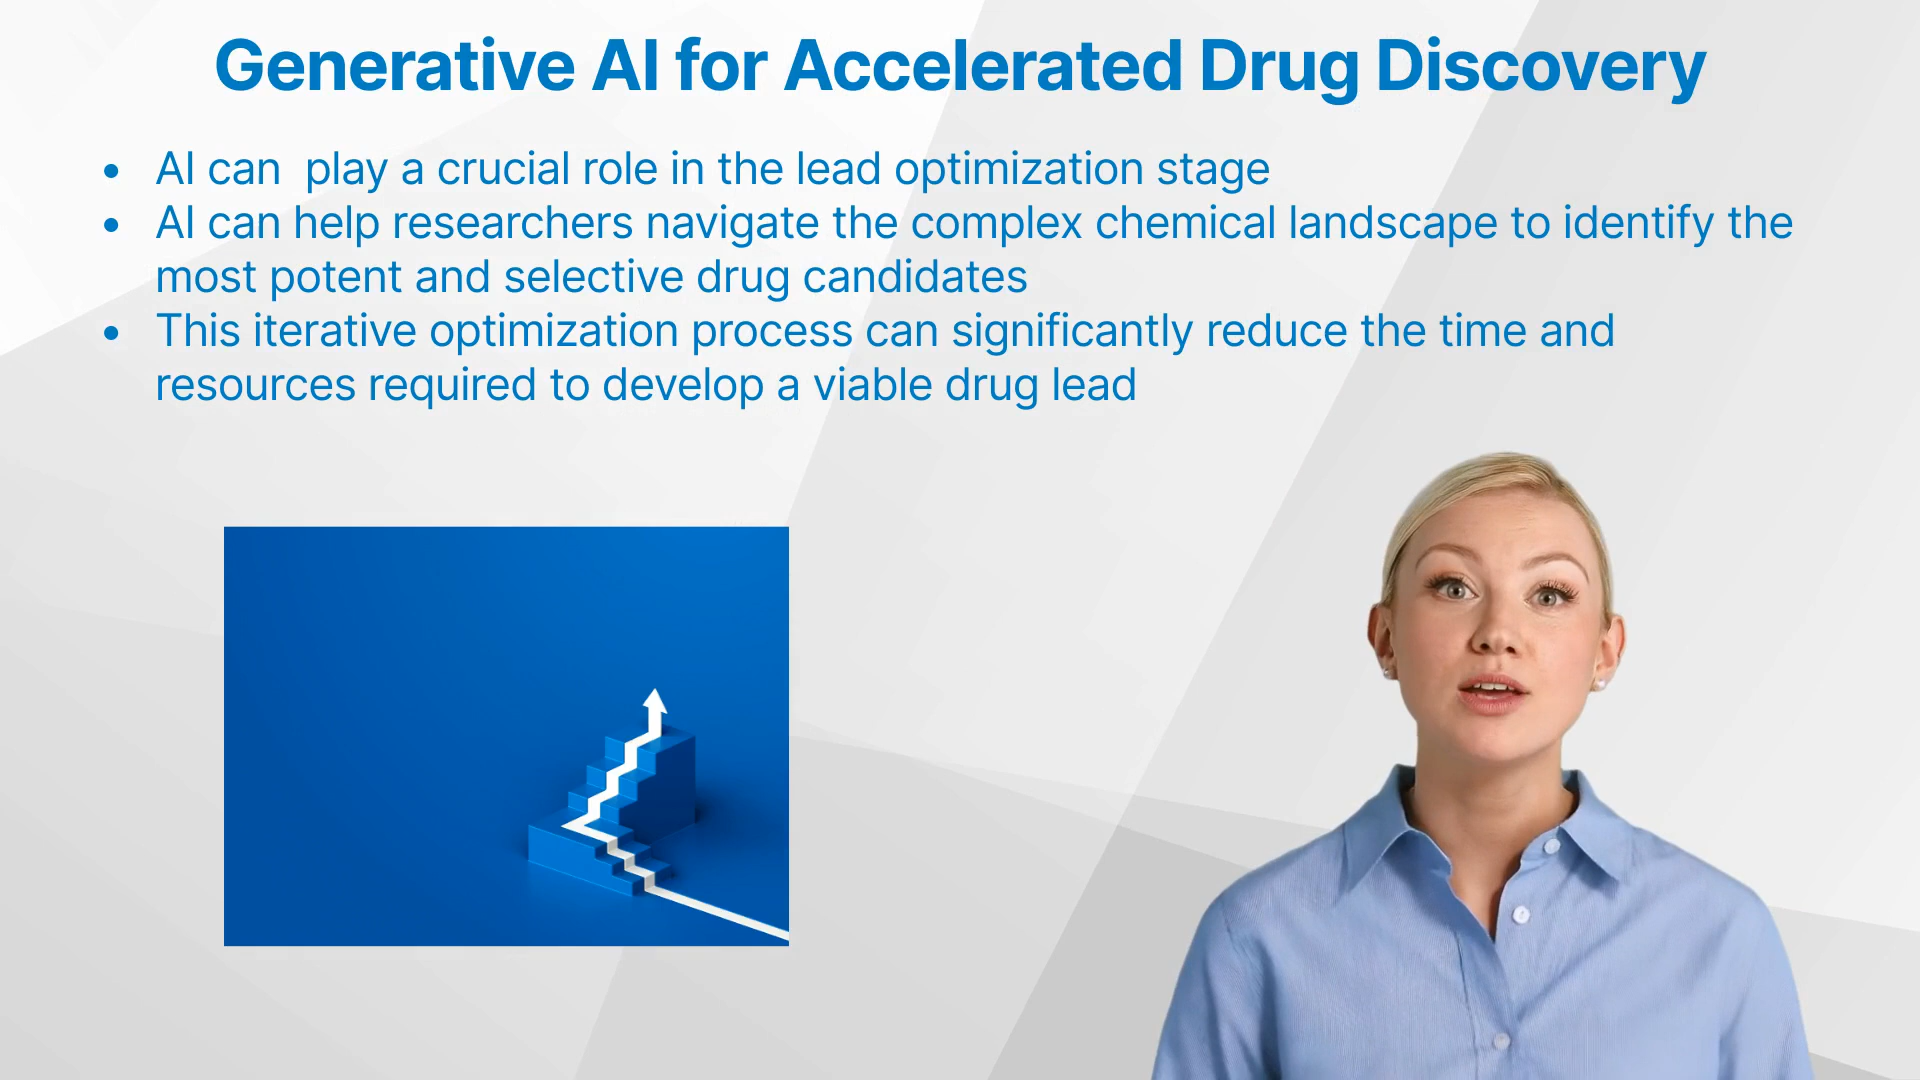 Generative AI for Accelerated Drug Discovery
• AI can  play a crucial role in the lead optimization stage
• AI can help researchers navigate the complex chemical landscape to identify the
most potent and selective drug candidates
• This iterative optimization process can significantly reduce the time and
resources required to develop a viable drug lead